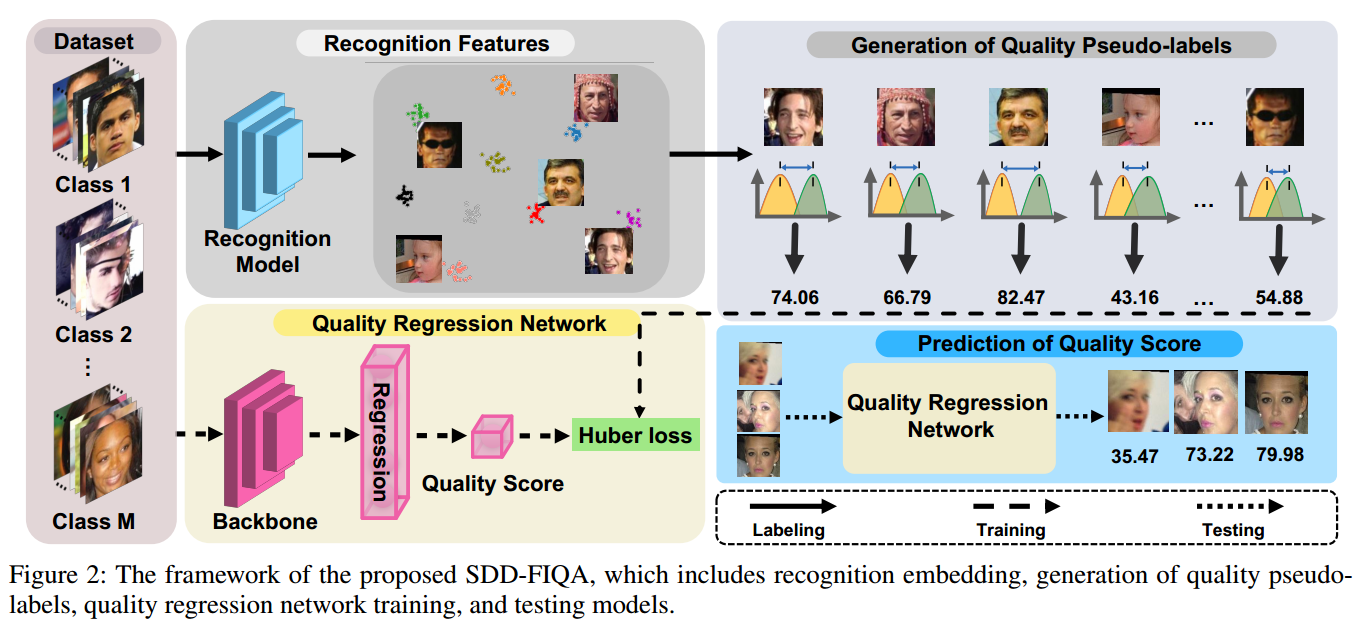 Dataset
Class 1
Class 2
⋮
Class M
Recognition Features
Recognition
Model
Generation of Quality Pseudo-labels
...
...
74.06 66.79 82.47 43.16 ... 54.88
Quality Regression Network
Backbone
Regression
Quality Score
Huber loss
Prediction of Quality Score
Quality Regression
Network
35.47 73.22 79.98
Labeling Training Testing
Figure 2: The framework of the proposed SDD-FIQA, which includes recognition embedding, generation of quality pseudo-
labels, quality regression network training, and testing models.